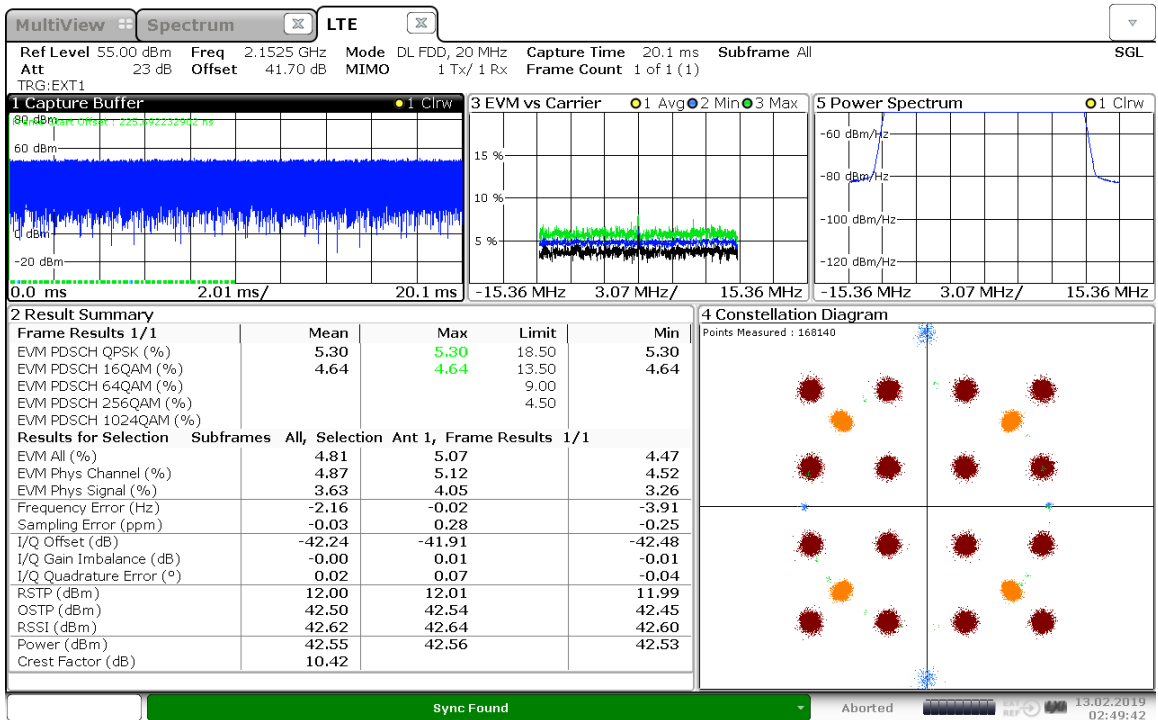 MultiView Spectrum LTE
Ref Level 55.00 dBm Freq 2.1525 GHz Mode DL FDD, 20 MHz Capture Time 20.1 ms Subframe All SGL
Att 23 dB Offset 41.70 dB MIMO 1 Tx/ 1 Rx Frame Count 1 of 1 (1)
TRG:EXT1
1 Capture Buffer 1 Clrw
80 dBm
Frame Start Offset : 225.692232902 ns
60 dBm
0 dBm
-20 dBm
0.0 ms 2.01 ms/ 20.1 ms
3 EVM vs Carrier 1 Avg 2 Min 3 Max
15 %
10 %
5 %
-15.36 MHz 3.07 MHz/ 15.36 MHz
5 Power Spectrum 1 Clrw
-60 dBm/Hz
-80 dBm/Hz
-100 dBm/Hz
-120 dBm/Hz
-15.36 MHz 3.07 MHz/ 15.36 MHz
2 Result Summary
Frame Results 1/1 Mean Max Limit Min
EVM PDSCH QPSK (%) 5.30 5.30 18.50 5.30
EVM PDSCH 16QAM (%) 4.64 4.64 13.50 4.64
EVM PDSCH 64QAM (%) 9.00
EVM PDSCH 256QAM (%) 4.50
EVM PDSCH 1024QAM (%)
Results for Selection Subframes All, Selection Ant 1, Frame Results 1/1
EVM All (%) 4.81 5.07 4.47
EVM Phys Channel (%) 4.87 5.12 4.52
EVM Phys Signal (%) 3.63 4.05 3.26
Frequency Error (Hz) -2.16 -0.02 -3.91
Sampling Error (ppm) -0.03 0.28 -0.25
I/Q Offset (dB) -42.24 -41.91 -42.48
I/Q Gain Imbalance (dB) -0.00 0.01 -0.01
I/Q Quadrature Error (°) 0.02 0.07 -0.04
RSTP (dBm) 12.00 12.01 11.99
OSTP (dBm) 42.50 42.54 42.45
RSSI (dBm) 42.62 42.64 42.60
Power (dBm) 42.55 42.56 42.53
Crest Factor (dB) 10.42
4 Constellation Diagram
Points Measured : 168140
Sync Found Aborted EXT REF 13.02.2019
02:49:42